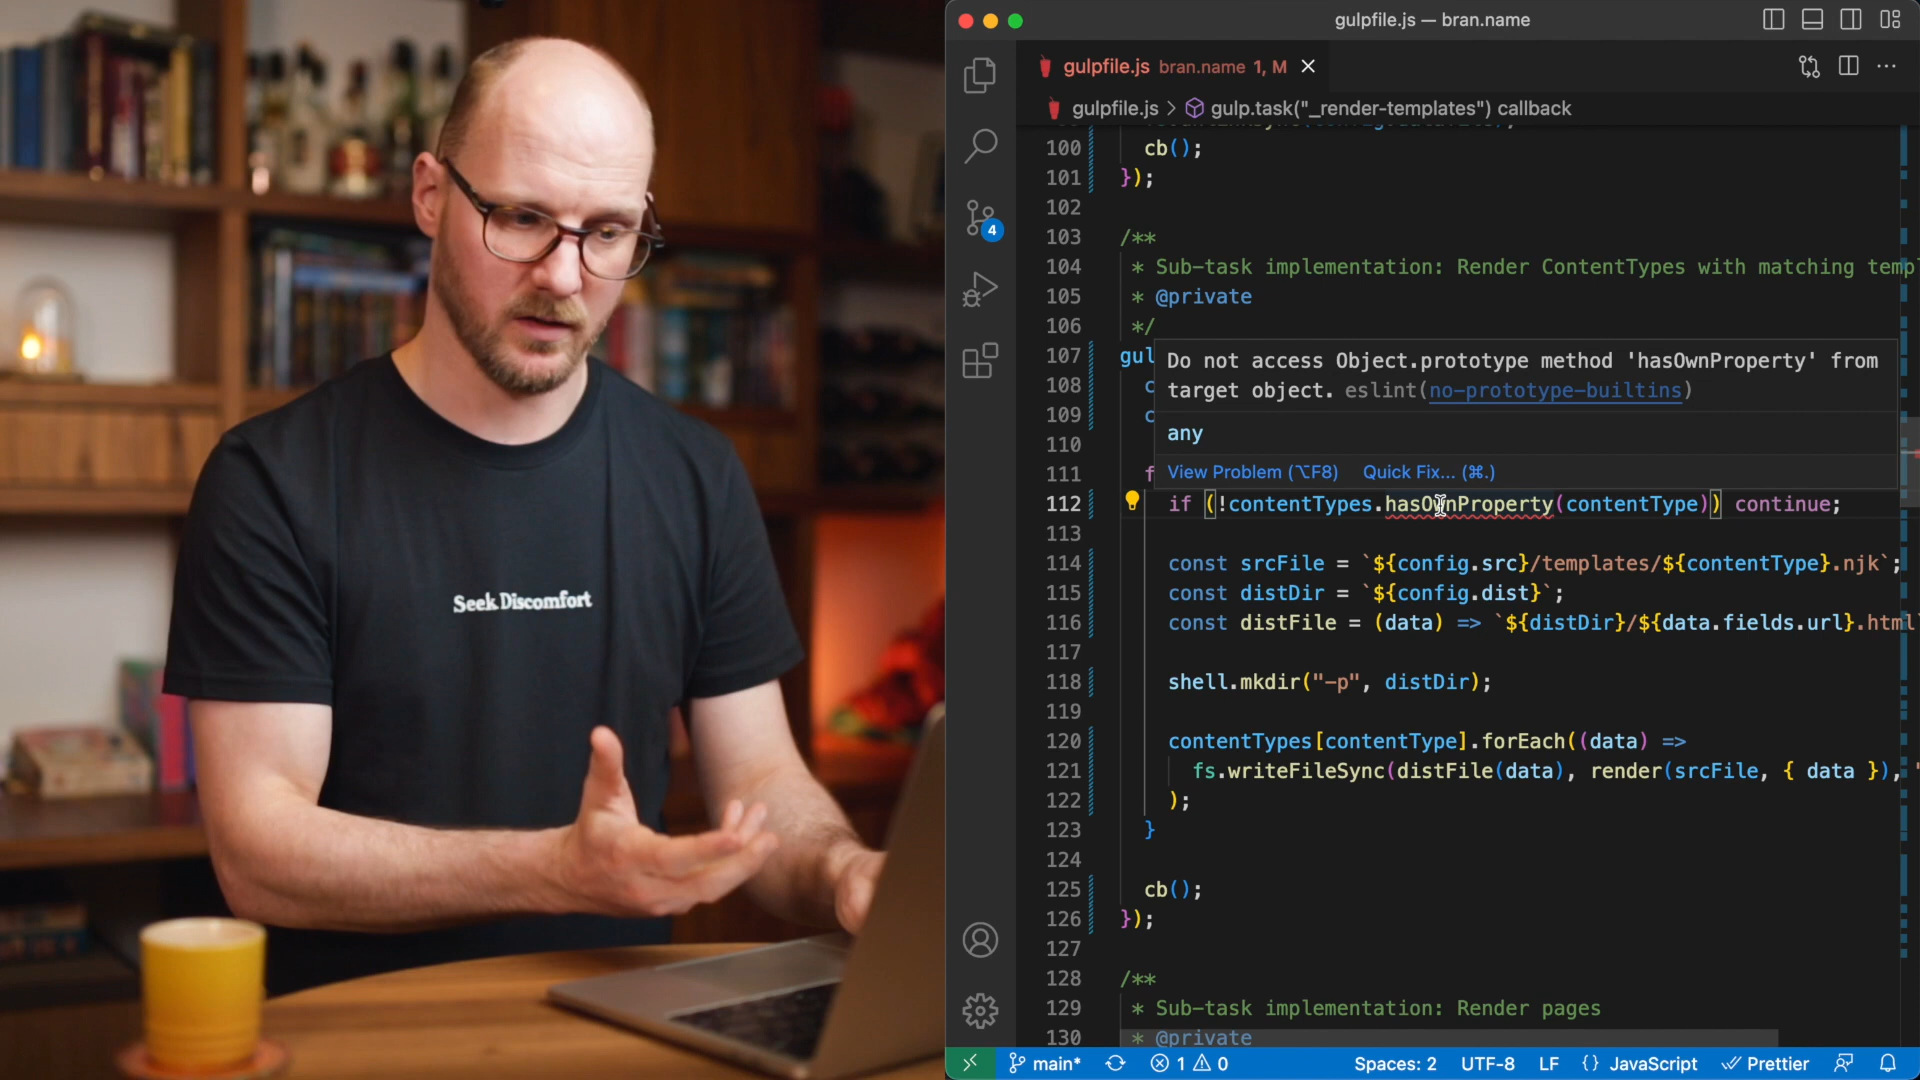 Seek Discomfort
gulpfile.js — bran.name
gulpfile.js bran.name 1, M
gulpfile.js > gulp.task("_render-templates") callback
100 cb();
101 });
102
103 /**
104 * Sub-task implementation: Render ContentTypes with matching temp
105 * @private
106 */
107 gul
Do not access Object.prototype method 'hasOwnProperty' from
target object. eslint(no-prototype-builtins)
any
View Problem (⌥F8) Quick Fix... (⌘.)
108 c
109 c
110
111 f
112 if (!contentTypes.hasOwnProperty(contentType)) continue;
113
114 const srcFile = `${config.src}/templates/${contentType}.njk`;
115 const distDir = `${config.dist}`;
116 const distFile = (data) => `${distDir}/${data.fields.url}.html
117
118 shell.mkdir("-p", distDir);
119
120 contentTypes[contentType].forEach((data) =>
121 fs.writeFileSync(distFile(data), render(srcFile, { data }), "
122 );
123 }
124
125 cb();
126 });
127
128 /**
129 * Sub-task implementation: Render pages
130 * @private
4
main* 1 0 Spaces: 2 UTF-8 LF {} JavaScript Prettier